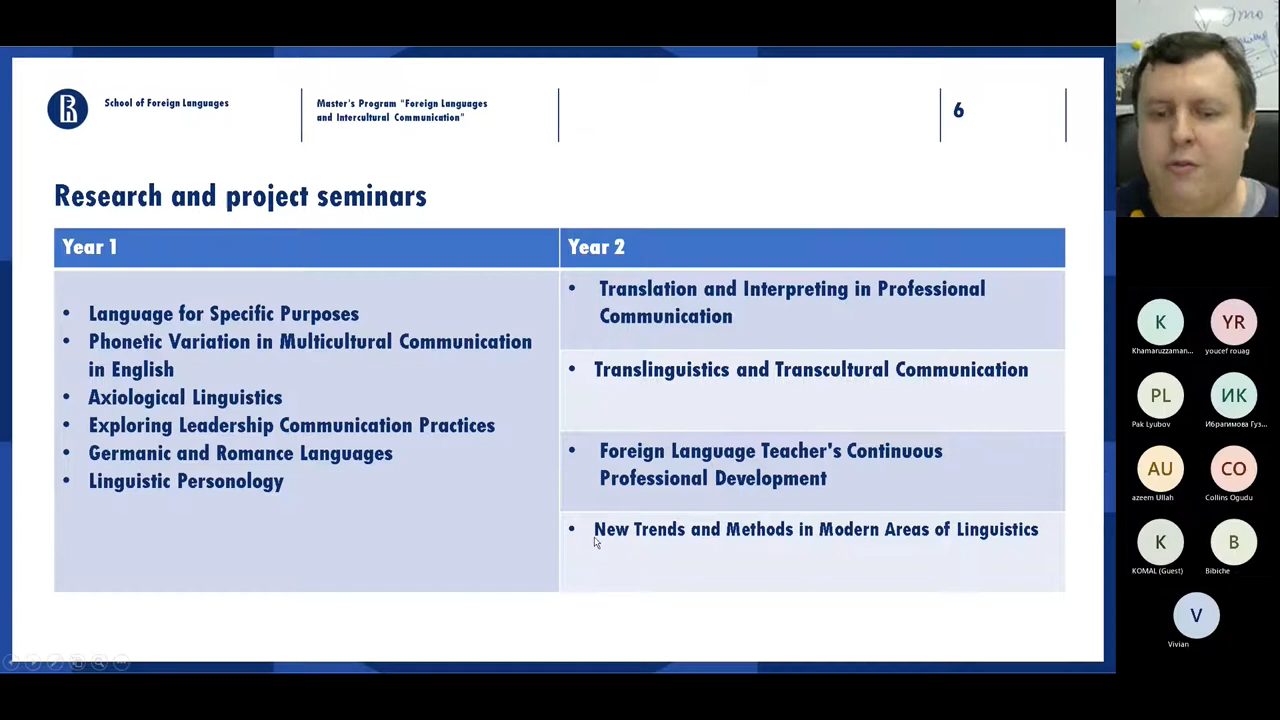 School of Foreign Languages
Master's Program "Foreign Languages
and Intercultural Communication"
6
Research and project seminars
Year 1
Year 2
• Language for Specific Purposes
• Phonetic Variation in Multicultural Communication
in English
• Axiological Linguistics
• Exploring Leadership Communication Practices
• Germanic and Romance Languages
• Linguistic Personology
• Translation and Interpreting in Professional
Communication
• Translinguistics and Transcultural Communication
• Foreign Language Teacher's Continuous
Professional Development
• New Trends and Methods in Modern Areas of Linguistics
K
Khamaruzzaman...
YR
youcef rouag
PL
Pak Lyubov
ИК
Ибрагимова Гуз...
AU
azeem Ullah
CO
Collins Ogudu
K
KOMAL (Guest)
B
Bibiche
V
Vivian